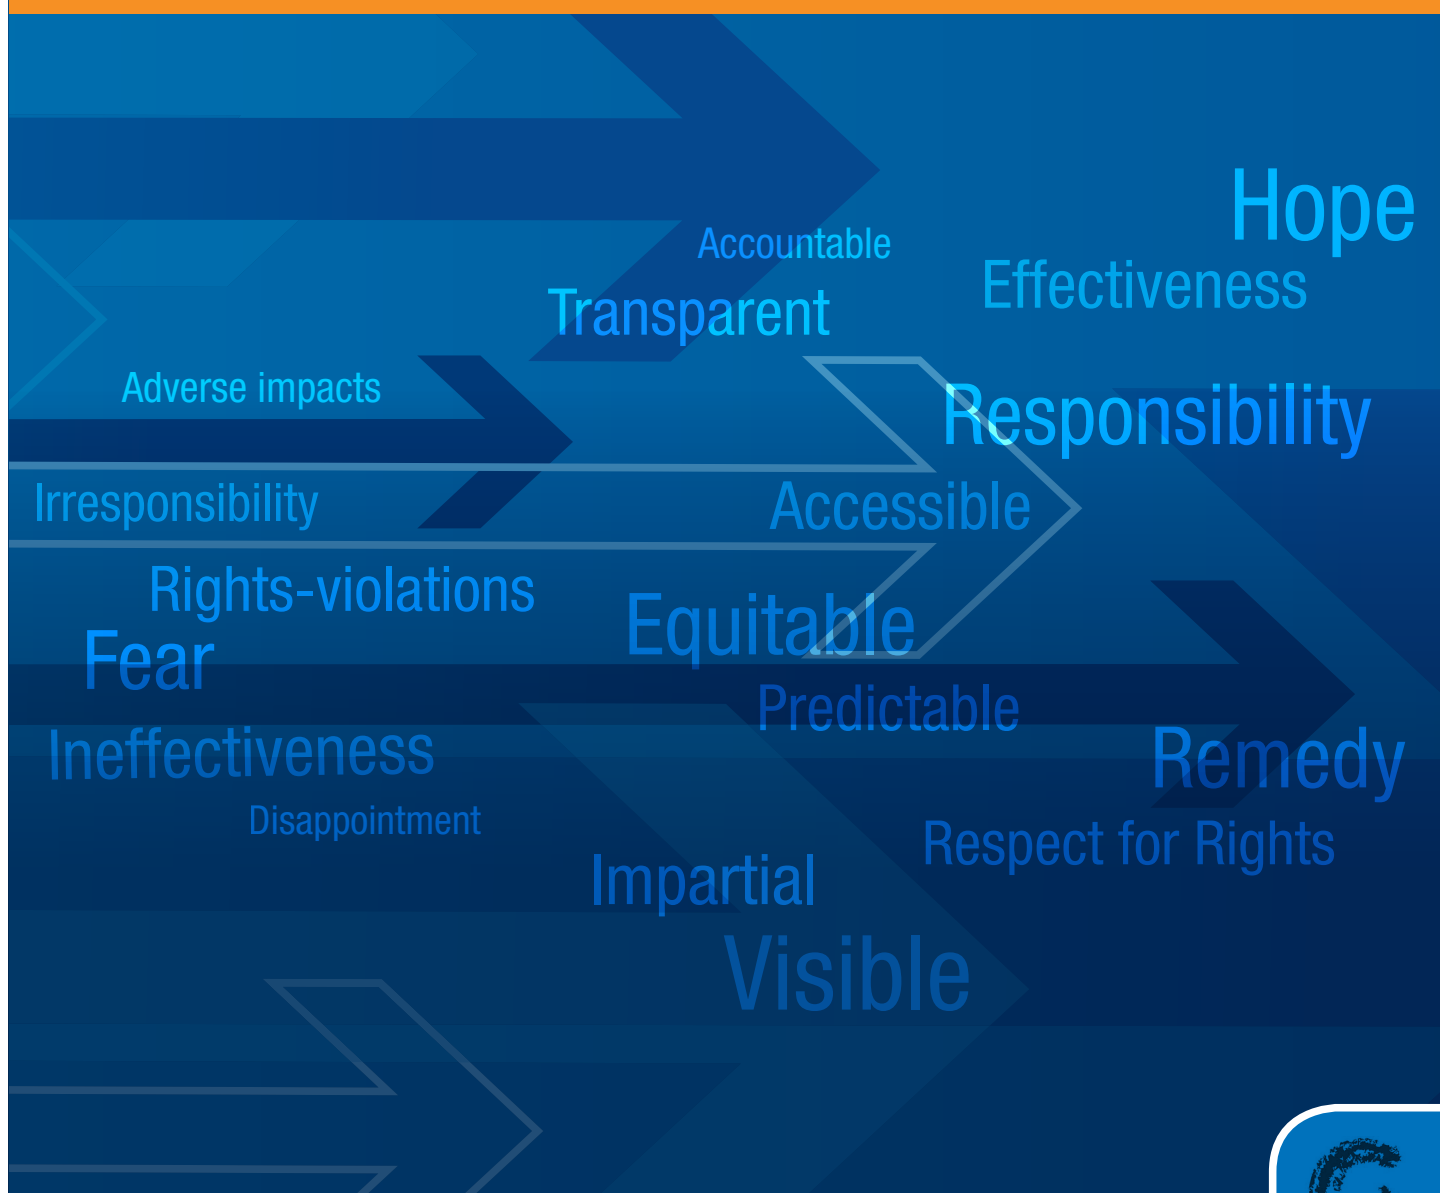 Hope
Accountable
Effectiveness
Transparent
Adverse impacts
Responsibility
Irresponsibility
Accessible
Rights-violations
Equitable
Fear
Predictable
Ineffectiveness
Remedy
Disappointment
Respect for Rights
Impartial
Visible